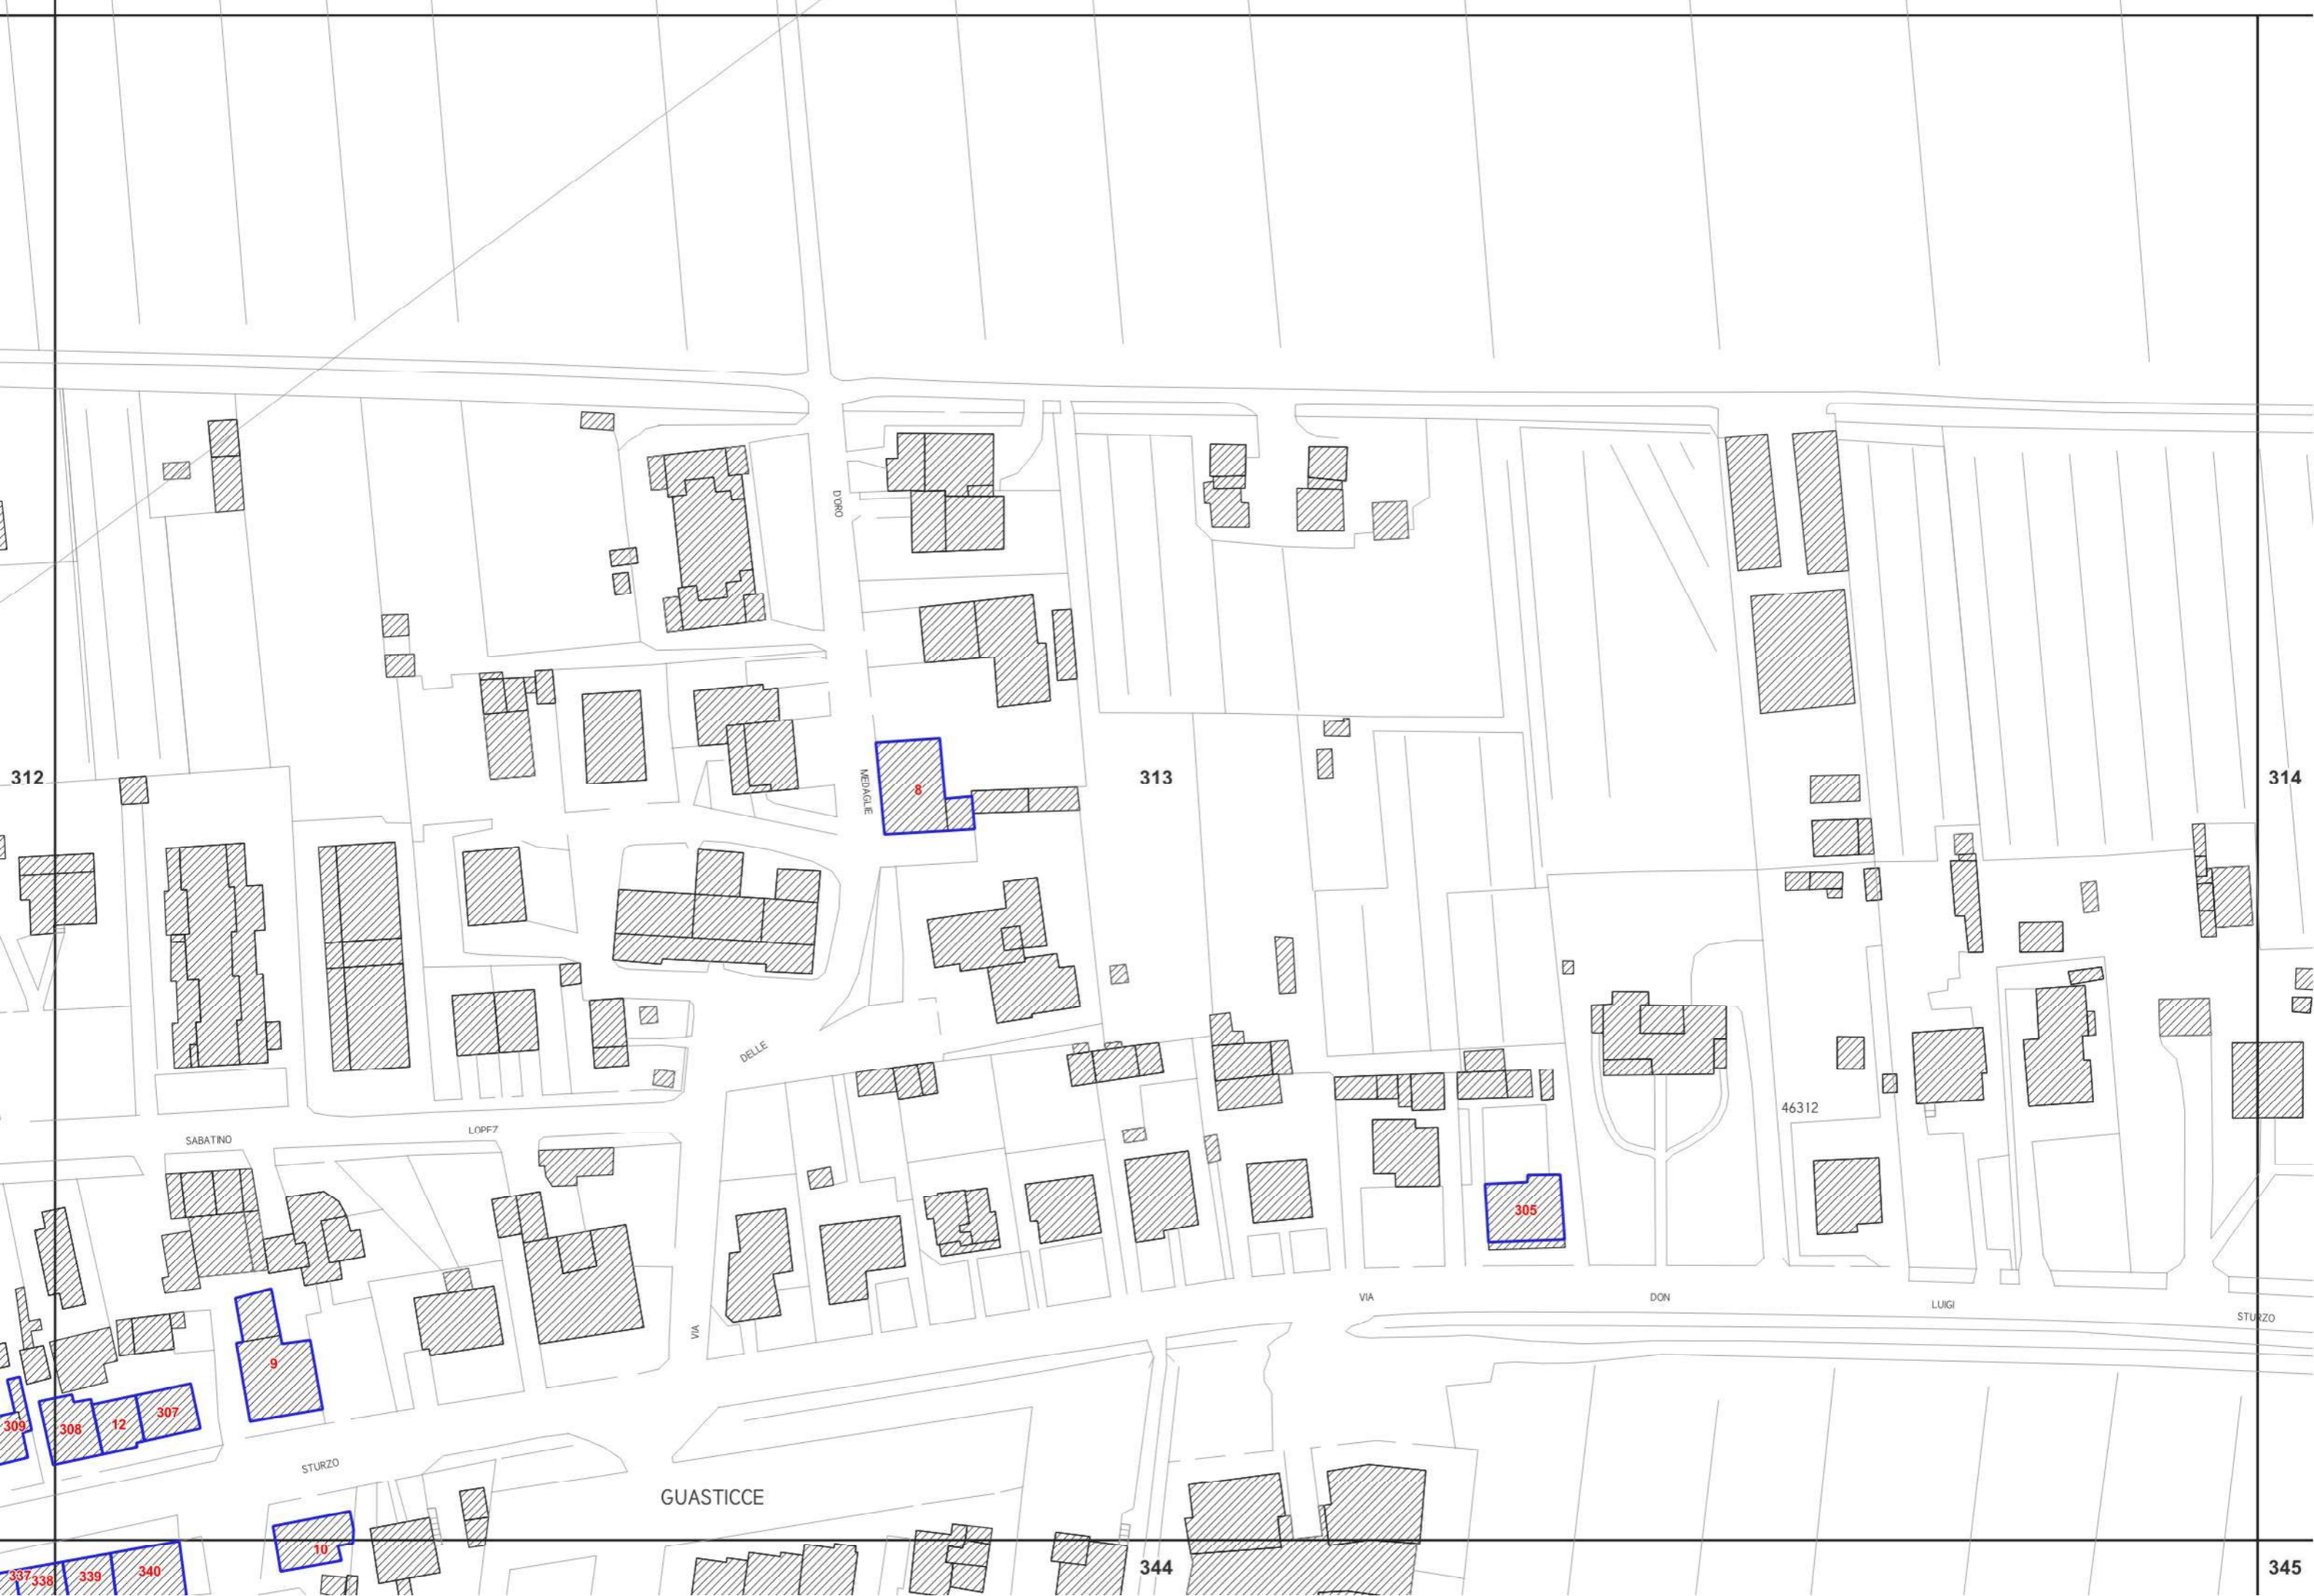 D'ORO
312
MEDAGLIE
8
313
314
DELLE
46312
SABATINO
LOPEZ
305
VIA
DON
LUIGI
STURZO
VIA
9
309
308
12
307
STURZO
GUASTICCE
10
337
338
339
340
344
345